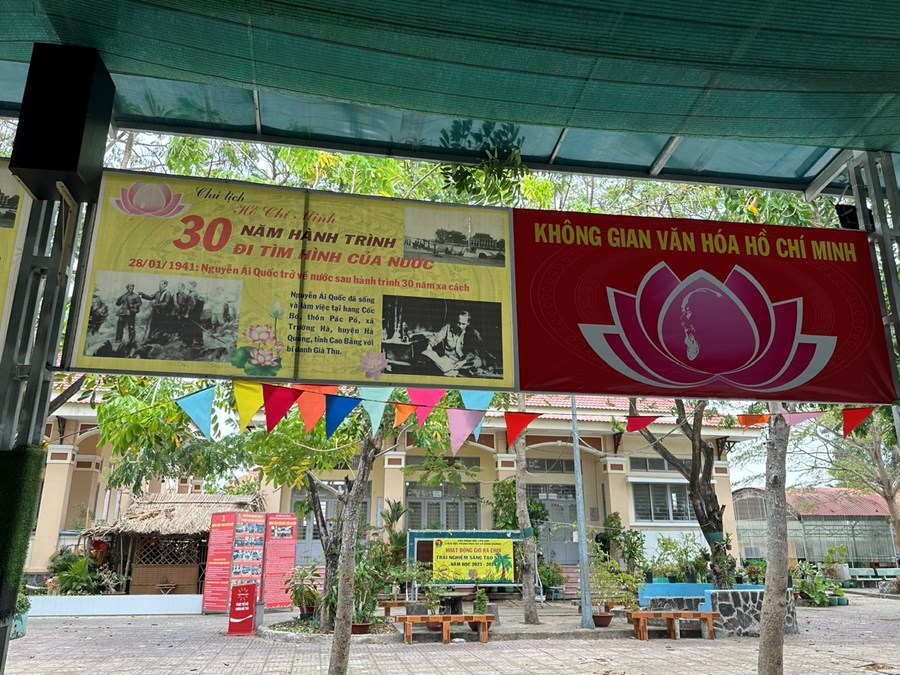 Chủ tịch
Hồ Chí Minh
30 NĂM HÀNH TRÌNH
ĐI TÌM HÌNH CỦA NƯỚC
28/01/1941: Nguyễn Ái Quốc trở về nước sau hành trình 30 năm xa cách
Nguyễn Ái Quốc đã sống
và làm việc tại hang Cốc
Bó, thôn Pác Pó, xã
Trường Hà, huyện Hà
Quảng, tỉnh Cao Bằng với
bí danh Già Thu.
KHÔNG GIAN VĂN HÓA HỒ CHÍ MINH
HOẠT ĐỘNG GIỜ RA CHƠI
TRẢI NGHIỆM SÁNG TẠO
NĂM HỌC